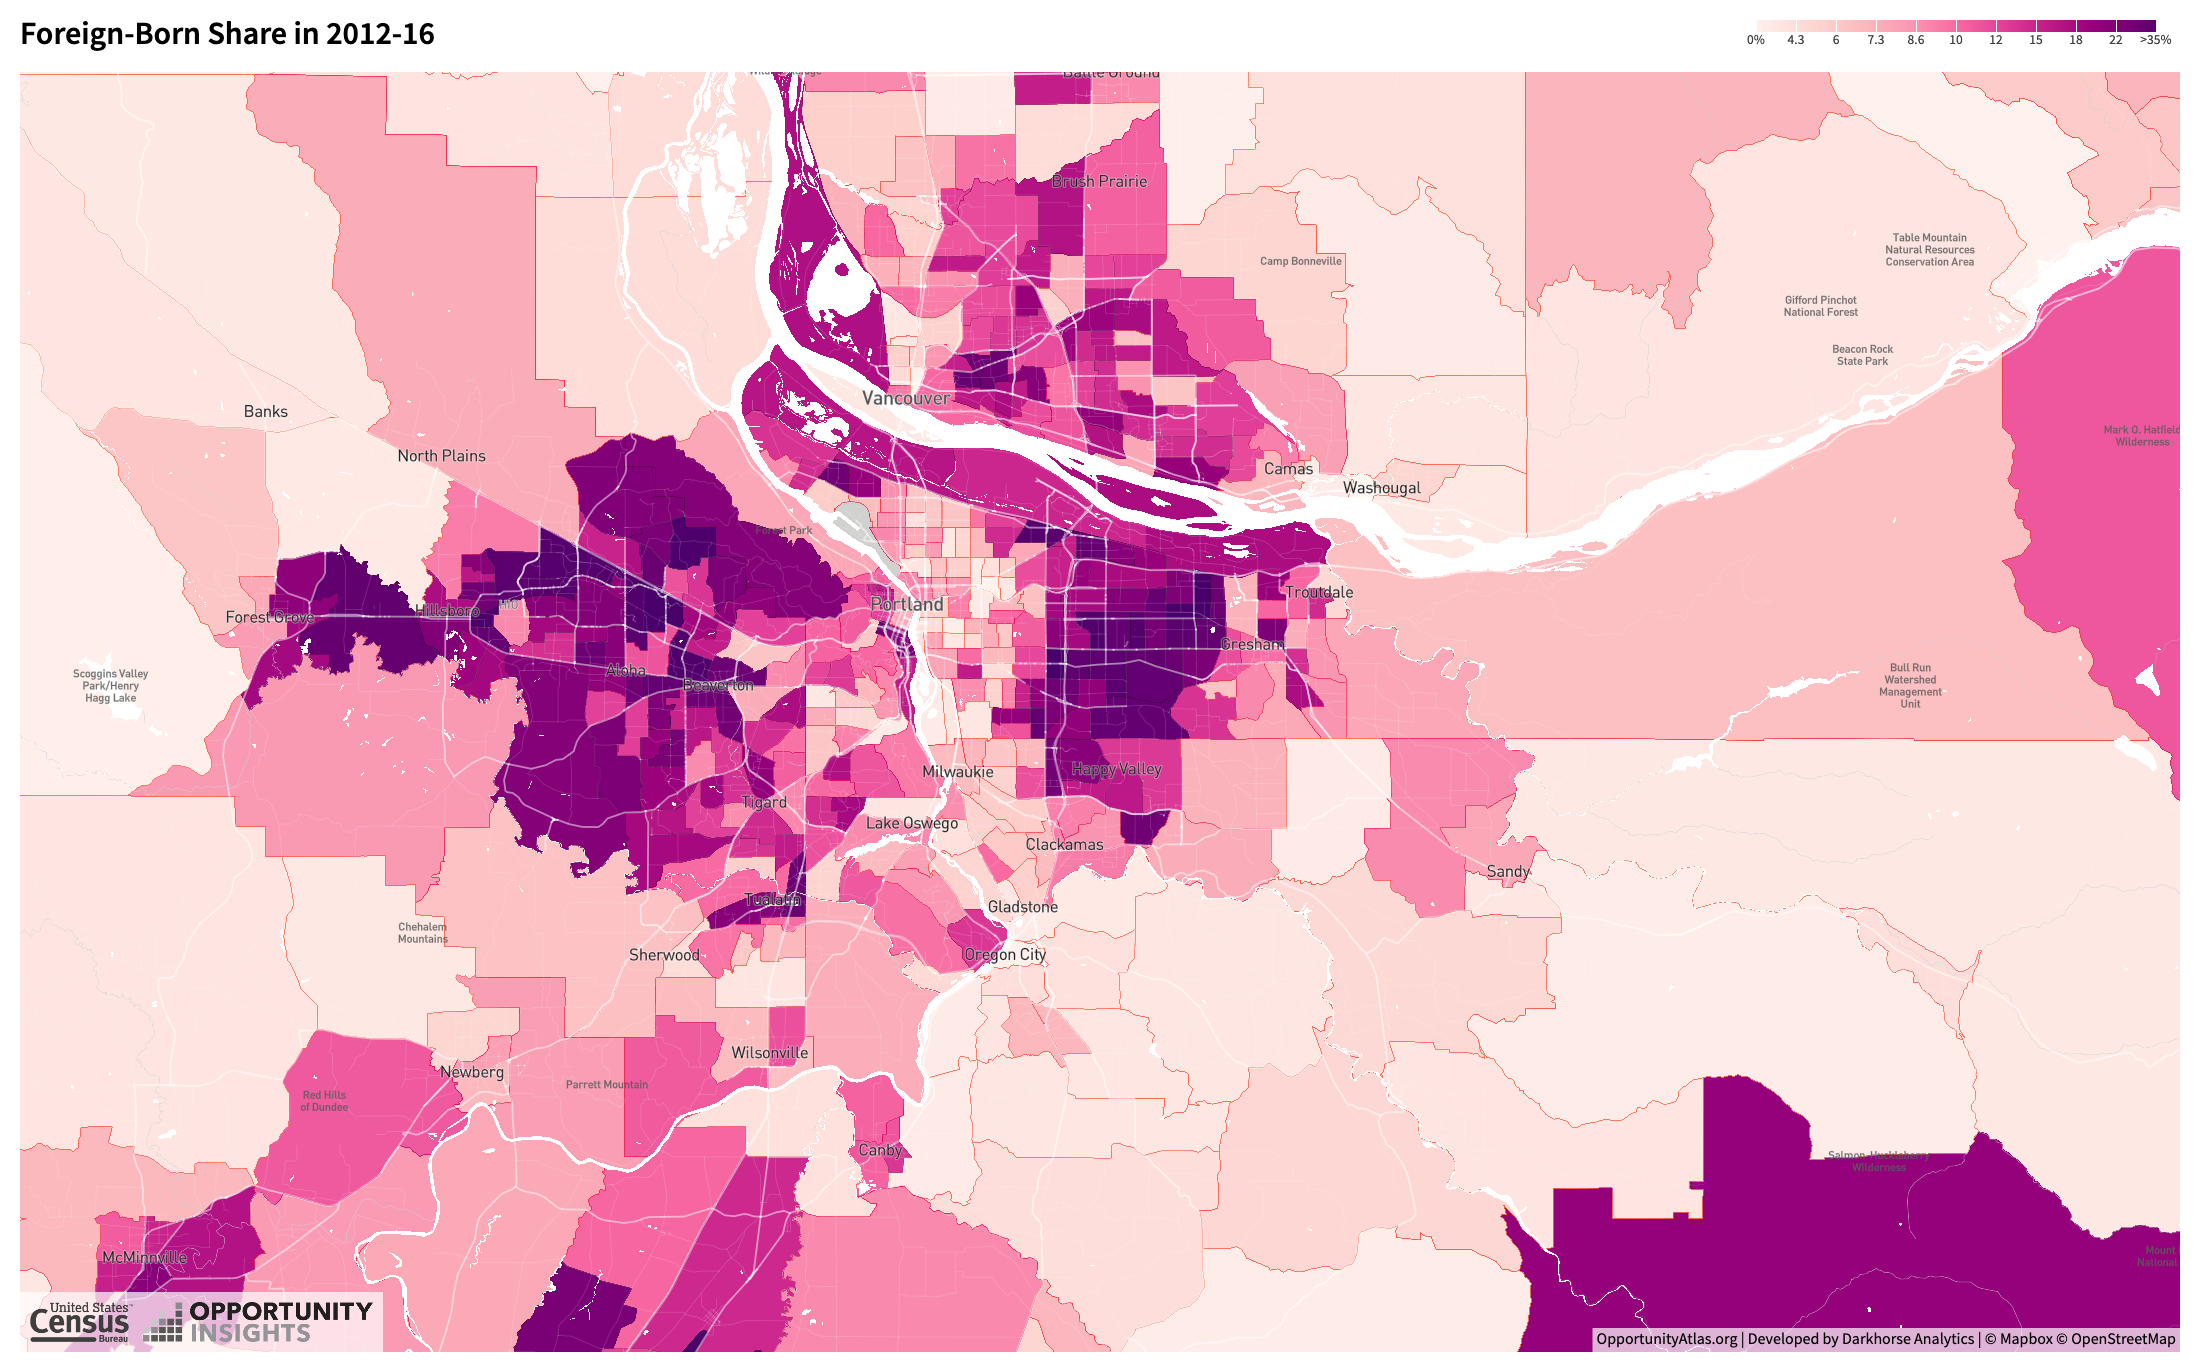 Foreign-Born Share in 2012-16
0% 4.3 6 7.3 8.6 10 12 15 18 22 >35%
Battle Ground
Brush Prairie
Table Mountain
Natural Resources
Conservation Area
Camp Bonneville
Gifford Pinchot
National Forest
Beacon Rock
State Park
Vancouver
Banks
Mark O. Hatfield
Wilderness
North Plains
Camas
Washougal
Forest Park
Troutdale
Portland
HIO
Hillsboro
Forest Grove
Gresham
Aloha
Beaverton
Scoggins Valley
Park/Henry
Hagg Lake
Bull Run
Watershed
Management
Unit
Milwaukie
Happy Valley
Tigard
Lake Oswego
Clackamas
Sandy
Tualatin
Gladstone
Chehalem
Mountains
Sherwood
Oregon City
Wilsonville
Newberg
Parrett Mountain
Red Hills
of Dundee
Canby
Salmon-Huckleberry
Wilderness
McMinnville
Mount
National
United States™
Census
Bureau
OPPORTUNITY
INSIGHTS
OpportunityAtlas.org | Developed by Darkhorse Analytics | © Mapbox © OpenStreetMap